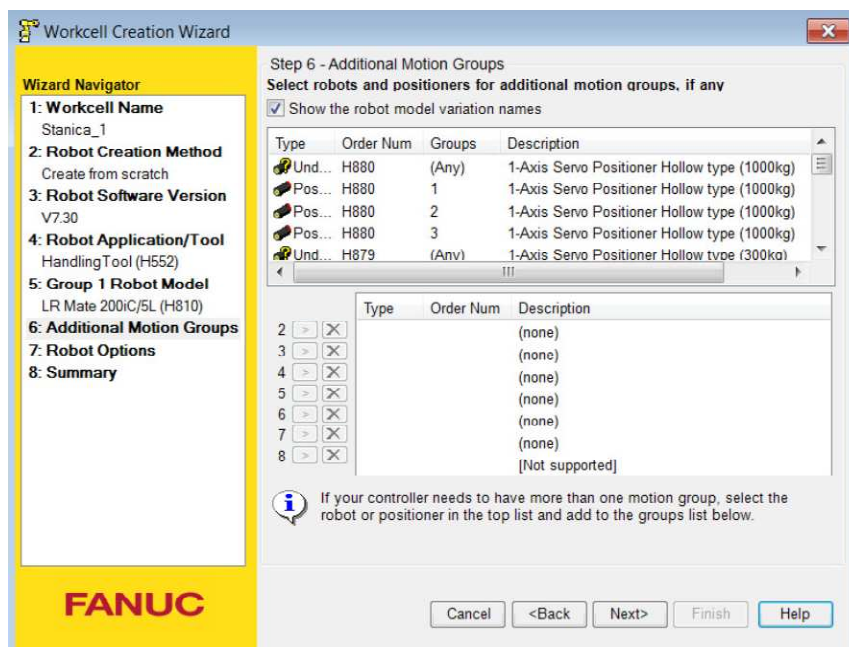 Workcell Creation Wizard
Wizard Navigator
1: Workcell Name
Stanica_1
2: Robot Creation Method
Create from scratch
3: Robot Software Version
V7.30
4: Robot Application/Tool
HandlingTool (H552)
5: Group 1 Robot Model
LR Mate 200iC/5L (H810)
6: Additional Motion Groups
7: Robot Options
8: Summary
FANUC
Step 6 - Additional Motion Groups
Select robots and positioners for additional motion groups, if any
Show the robot model variation names
Type Order Num Groups Description
Und... H880 (Any) 1-Axis Servo Positioner Hollow type (1000kg)
Pos... H880 1 1-Axis Servo Positioner Hollow type (1000kg)
Pos... H880 2 1-Axis Servo Positioner Hollow type (1000kg)
Pos... H880 3 1-Axis Servo Positioner Hollow type (1000kg)
Und... H879 (Any) 1-Axis Servo Positioner Hollow type (300kg)
Type Order Num Description
2 > (none)
3 > (none)
4 > (none)
5 > (none)
6 > (none)
7 > (none)
8 > [Not supported]
If your controller needs to have more than one motion group, select the
robot or positioner in the top list and add to the groups list below.
Cancel <Back Next> Finish Help